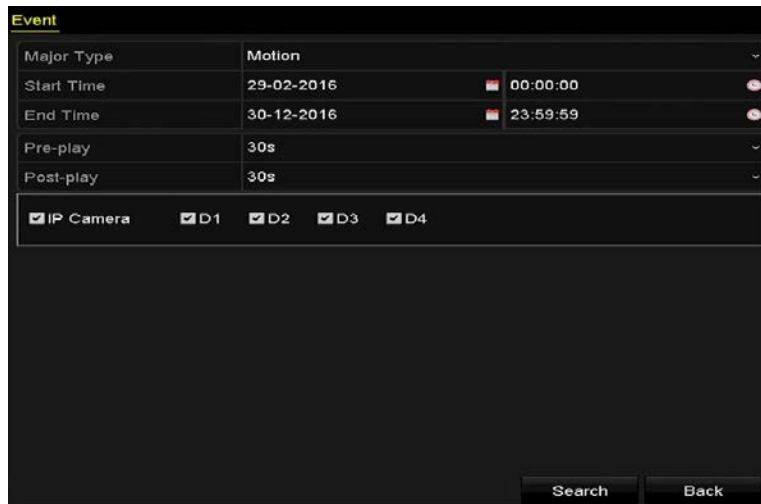 Event
Major Type Motion
Start Time 29-02-2016 00:00:00
End Time 30-12-2016 23:59:59
Pre-play 30s
Post-play 30s
IP Camera D1 D2 D3 D4
Search Back